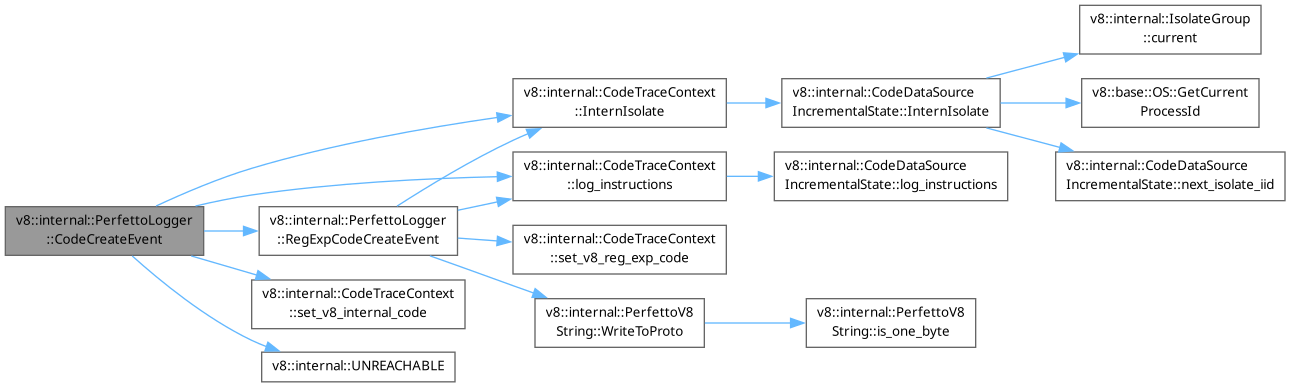 v8::internal::PerfettoLogger
::CodeCreateEvent
v8::internal::CodeTraceContext
::InternIsolate
v8::internal::CodeDataSource
IncrementalState::InternIsolate
v8::internal::IsolateGroup
::current
v8::base::OS::GetCurrent
ProcessId
v8::internal::CodeDataSource
IncrementalState::next_isolate_iid
v8::internal::CodeTraceContext
::log_instructions
v8::internal::CodeDataSource
IncrementalState::log_instructions
v8::internal::PerfettoLogger
::RegExpCodeCreateEvent
v8::internal::CodeTraceContext
::set_v8_reg_exp_code
v8::internal::PerfettoV8
String::WriteToProto
v8::internal::PerfettoV8
String::is_one_byte
v8::internal::CodeTraceContext
::set_v8_internal_code
v8::internal::UNREACHABLE